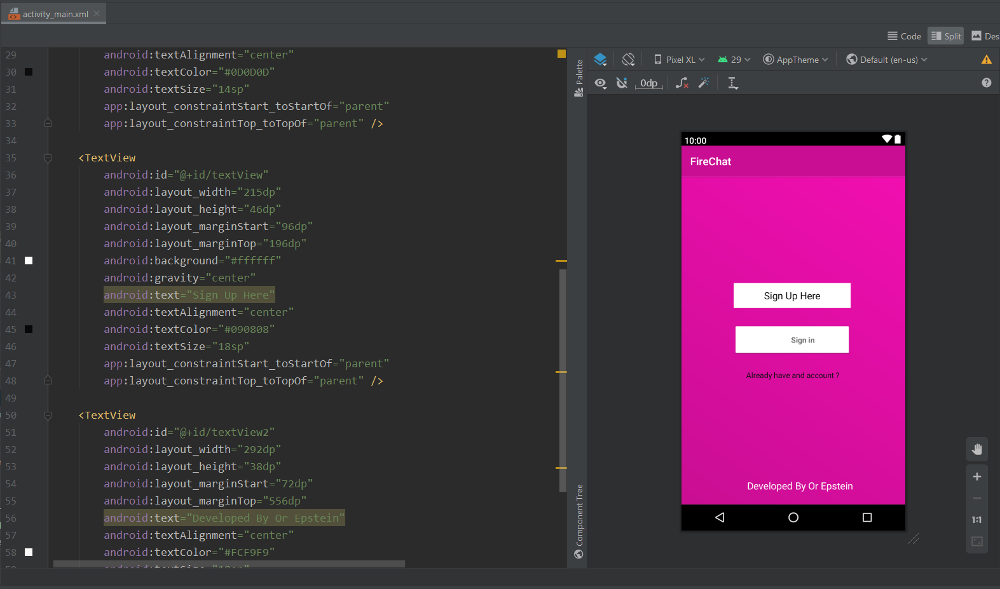 activity_main.xml
Code Split Des
29 android:textAlignment="center"
30 android:textColor="#0D0D0D"
31 android:textSize="14sp"
32 app:layout_constraintStart_toStartOf="parent"
33 app:layout_constraintTop_toTopOf="parent" />
34
35 <TextView
36 android:id="@+id/textView"
37 android:layout_width="215dp"
38 android:layout_height="46dp"
39 android:layout_marginStart="96dp"
40 android:layout_marginTop="196dp"
41 android:background="#ffffff"
42 android:gravity="center"
43 android:text="Sign Up Here"
44 android:textAlignment="center"
45 android:textColor="#090808"
46 android:textSize="18sp"
47 app:layout_constraintStart_toStartOf="parent"
48 app:layout_constraintTop_toTopOf="parent" />
49
50 <TextView
51 android:id="@+id/textView2"
52 android:layout_width="292dp"
53 android:layout_height="38dp"
54 android:layout_marginStart="72dp"
55 android:layout_marginTop="556dp"
56 android:text="Developed By Or Epstein"
57 android:textAlignment="center"
58 android:textColor="#FCF9F9"
Palette
Component Tree
Pixel XL 29 AppTheme Default (en-us)
0dp
10:00
FireChat
Sign Up Here
Sign in
Already have and account ?
Developed By Or Epstein
1:1